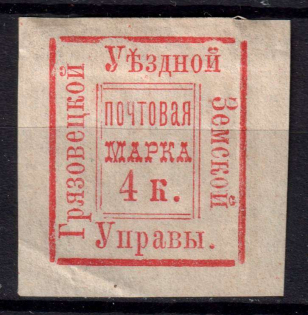 Грязовецкой
Уѣздной
Земской
Управы.
ПОЧТОВАЯ
МАРКА
4 К.